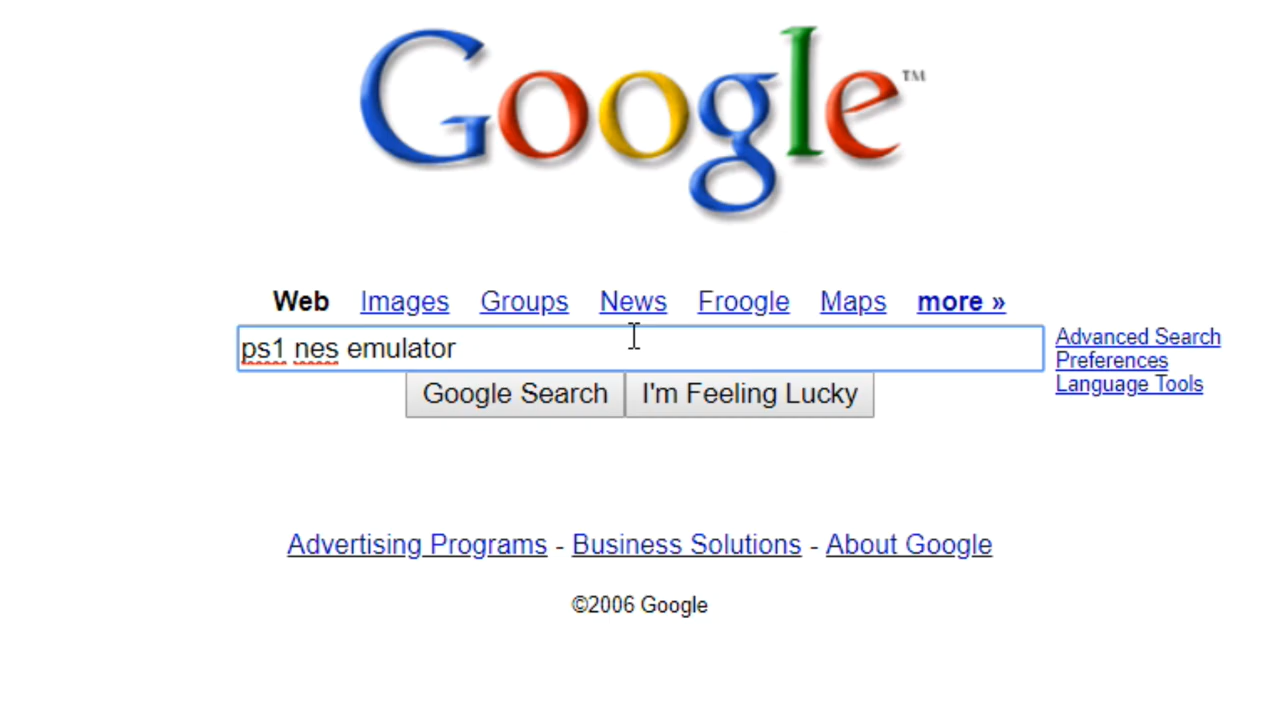 Google™
Web Images Groups News Froogle Maps more »
ps1 nes emulator
Advanced Search
Preferences
Language Tools
Google Search I'm Feeling Lucky
Advertising Programs - Business Solutions - About Google
©2006 Google